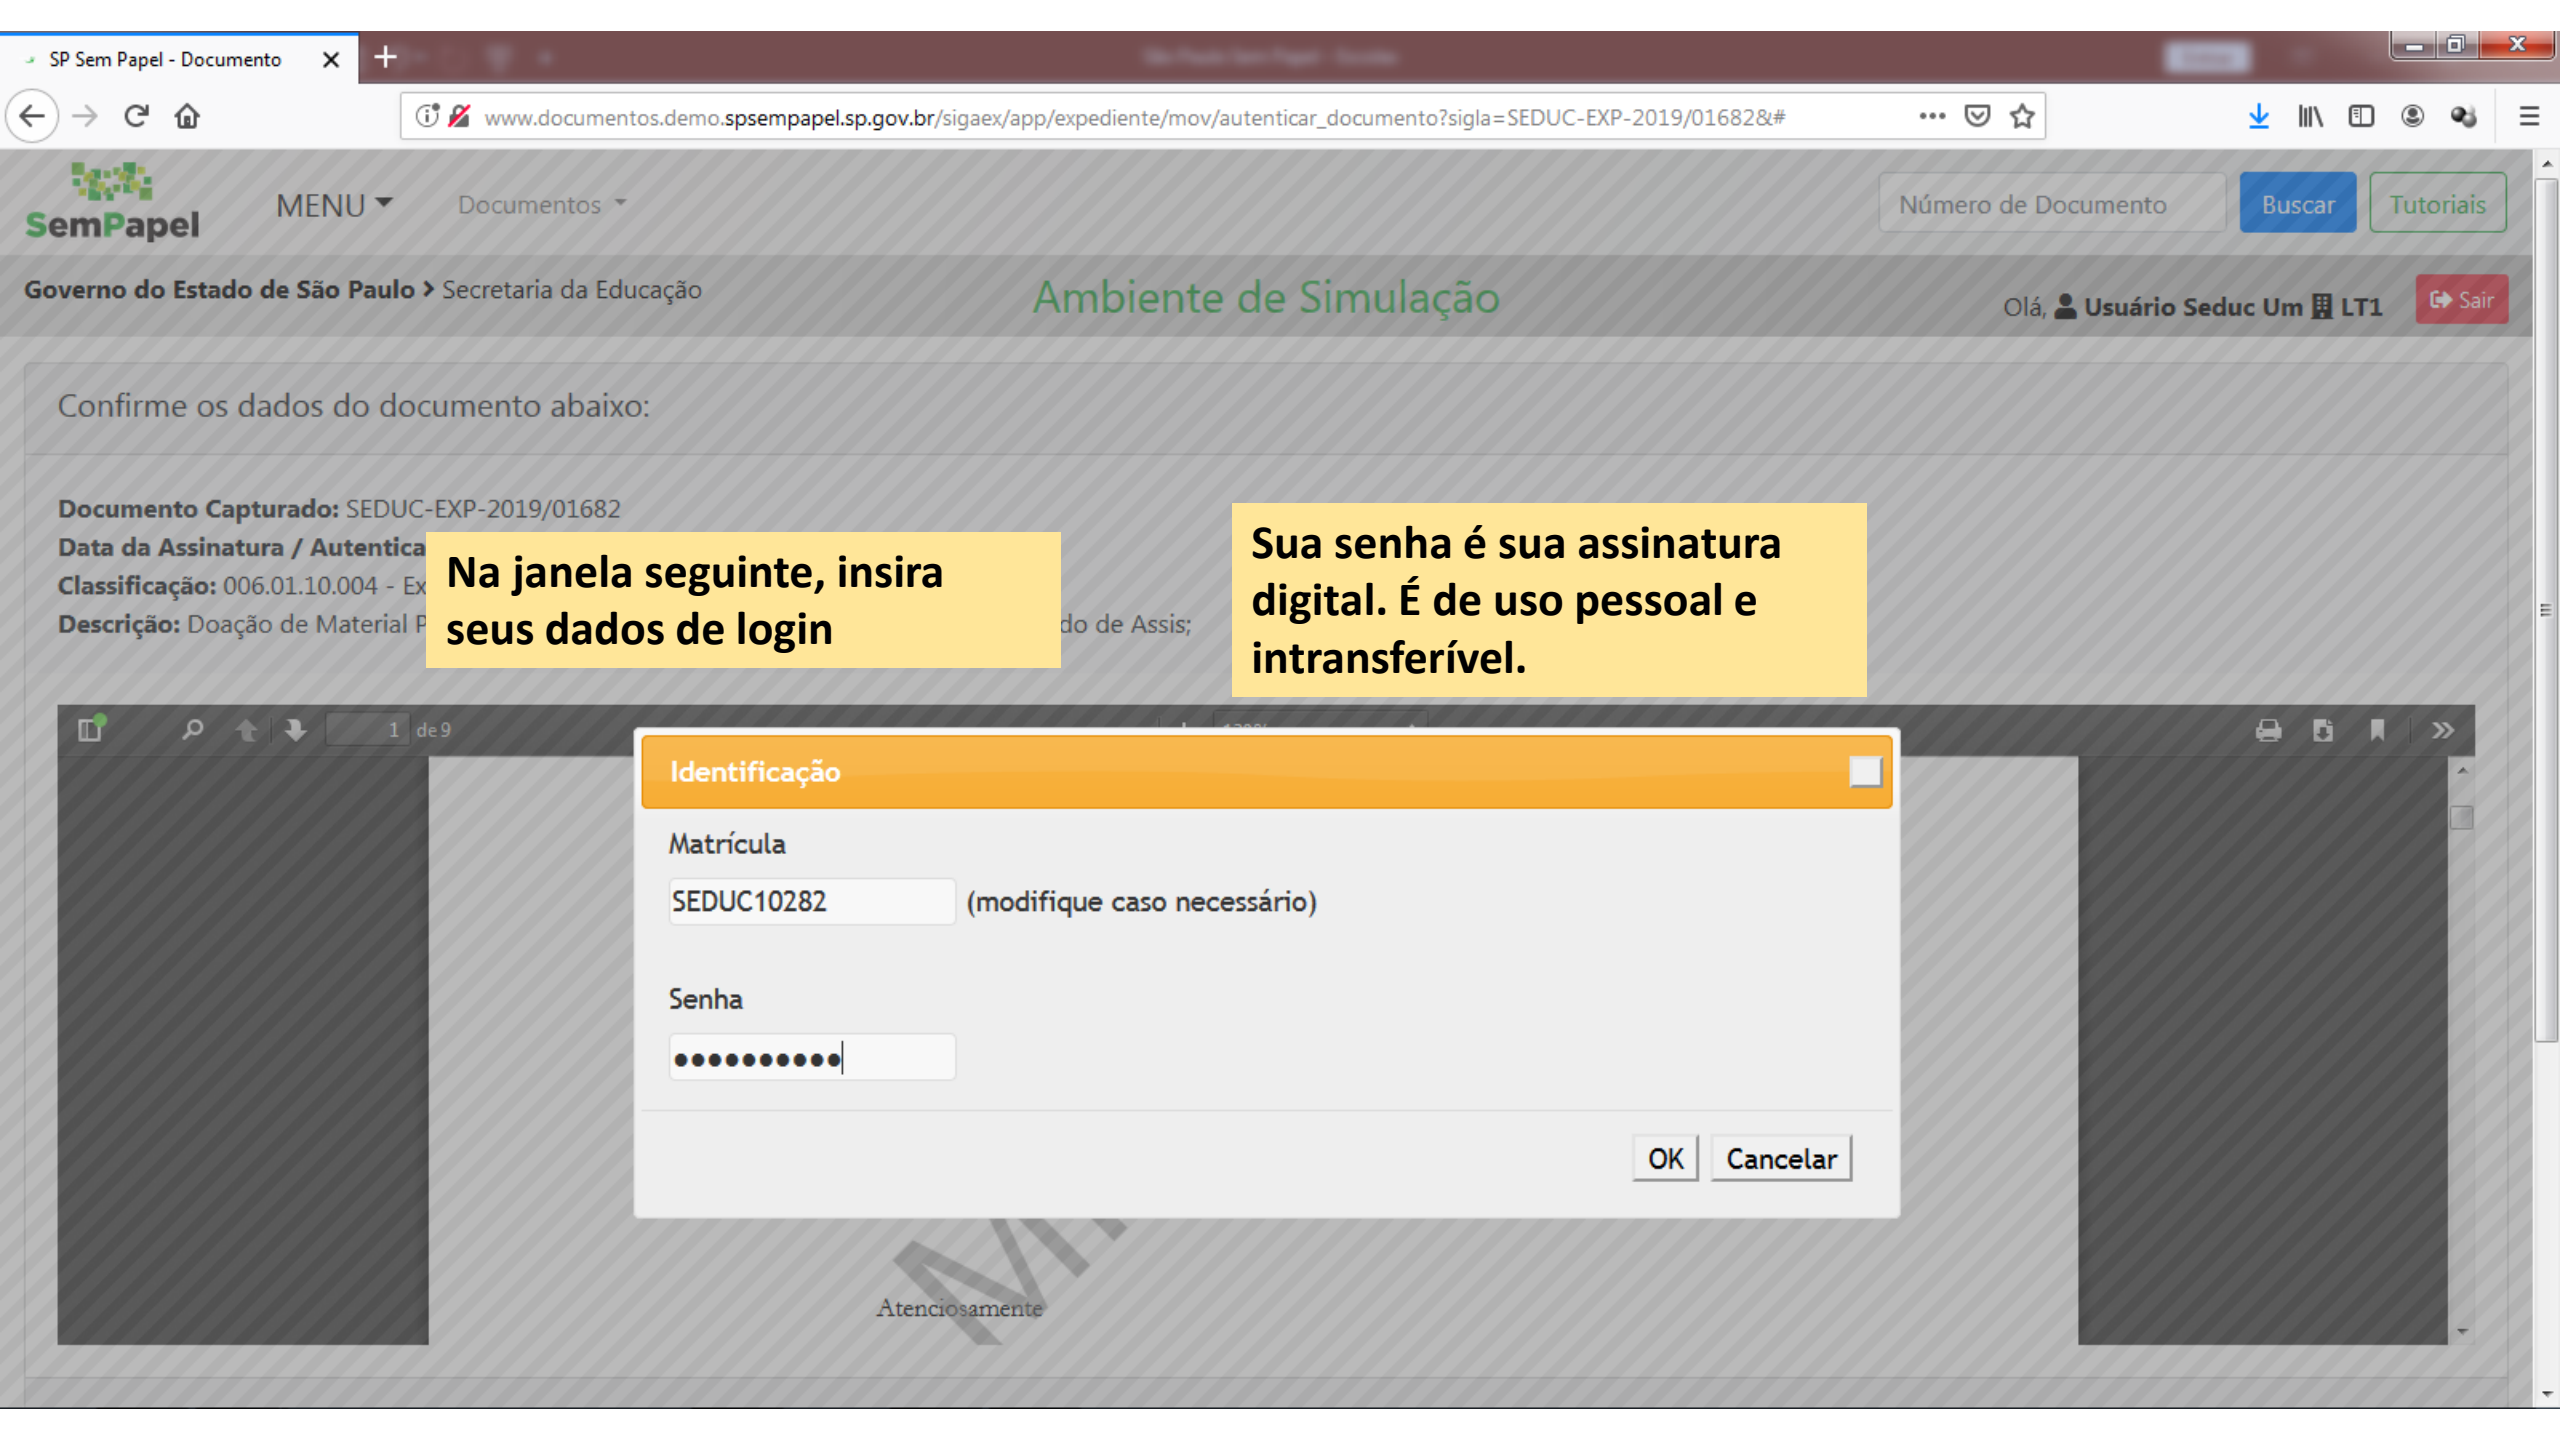 SP Sem Papel - Documento
www.documentos.demo.spsempapel.sp.gov.br/sigaex/app/expediente/mov/autenticar_documento?sigla=SEDUC-EXP-2019/01682&#
SemPapel
MENU
Documentos
Número de Documento
Buscar
Tutoriais
Governo do Estado de São Paulo > Secretaria da Educação
Ambiente de Simulação
Olá, Usuário Seduc Um LT1
Sair
Confirme os dados do documento abaixo:
Documento Capturado: SEDUC-EXP-2019/01682
Data da Assinatura / Autentica
Classificação: 006.01.10.004 - Ex
Descrição: Doação de Material P
do de Assis;
Na janela seguinte, insira
seus dados de login
Sua senha é sua assinatura
digital. É de uso pessoal e
intransferível.
1 de 9
Identificação
Matrícula
SEDUC10282 (modifique caso necessário)
Senha
OK
Cancelar
Atenciosamente